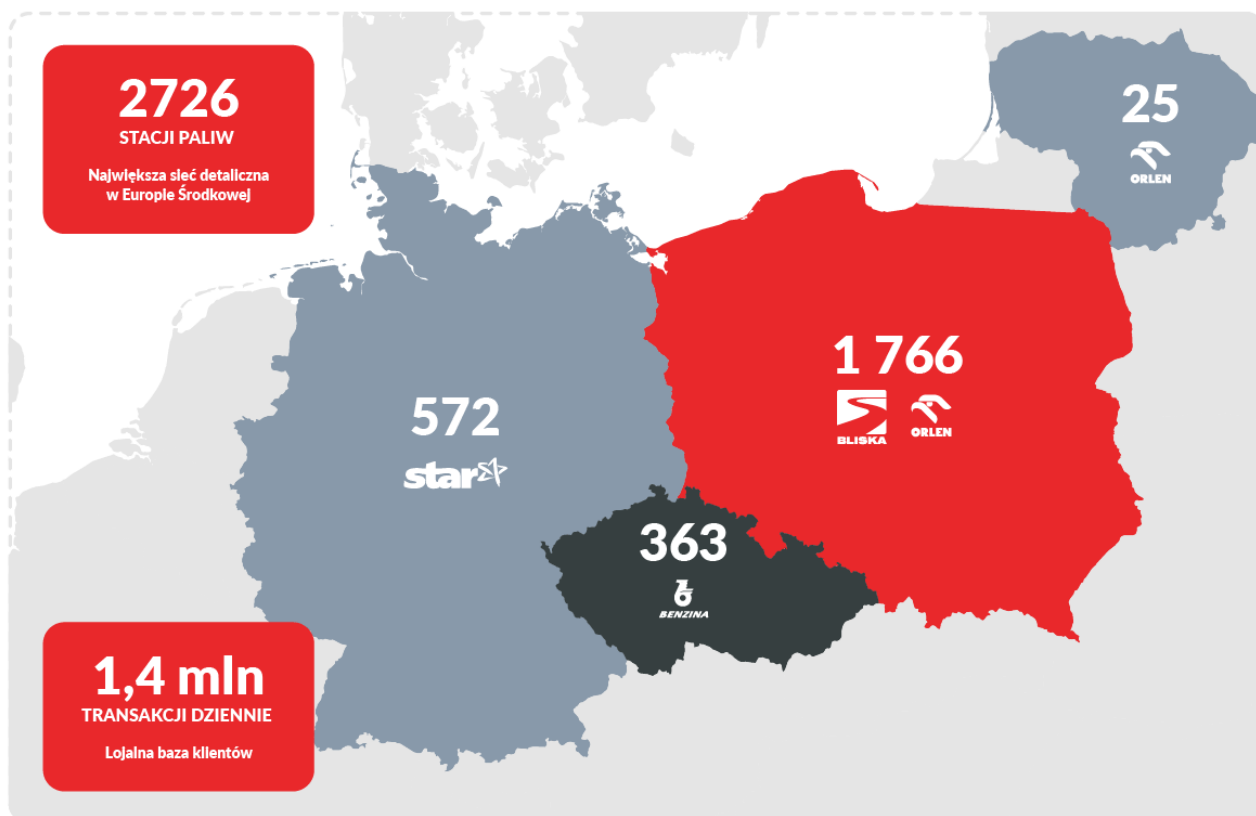 2726
STACJI PALIW
Największa sieć detaliczna
w Europie Środkowej
25
ORLEN
1 766
BLISKA
ORLEN
572
star
363
BENZINA
1,4 mln
TRANSAKCJI DZIENNIE
Lojalna baza klientów